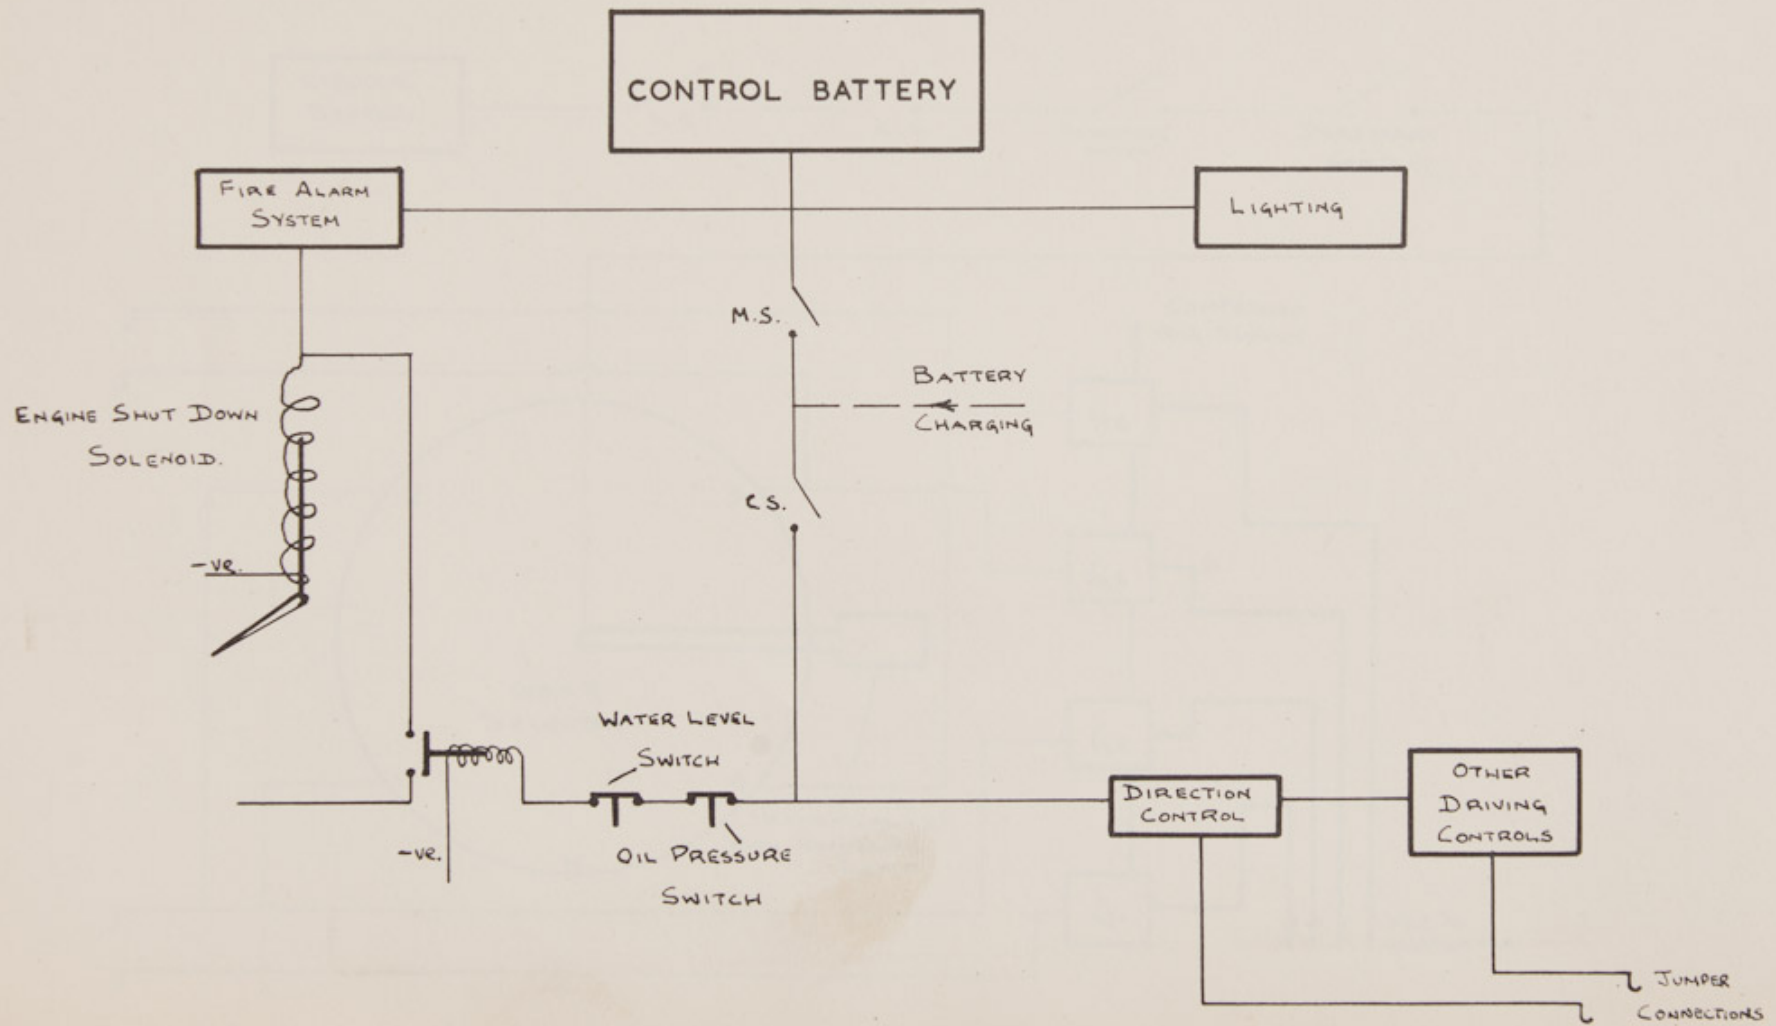 CONTROL BATTERY
FIRE ALARM
SYSTEM
LIGHTING
M.S.
BATTERY
CHARGING
ENGINE SHUT DOWN
SOLENOID.
C S.
-ve.
WATER LEVEL
SWITCH
-ve.
OIL PRESSURE
SWITCH
DIRECTION
CONTROL
OTHER
DRIVING
CONTROLS
JUMPER
CONNECTIONS